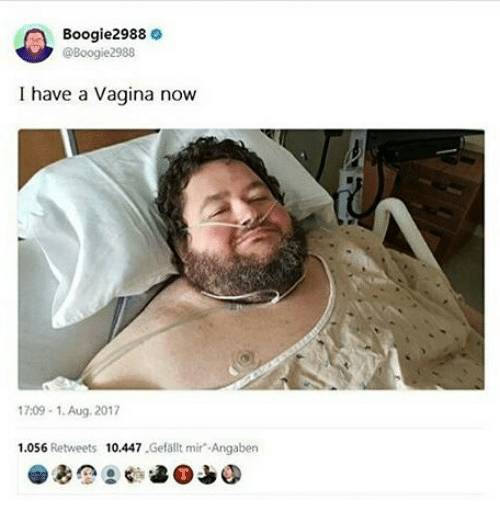 Boogie2988
@Boogie2988
I have a Vagina now
17:09 - 1. Aug. 2017
1.056 Retweets 10.447 „Gefällt mir“-Angaben
T